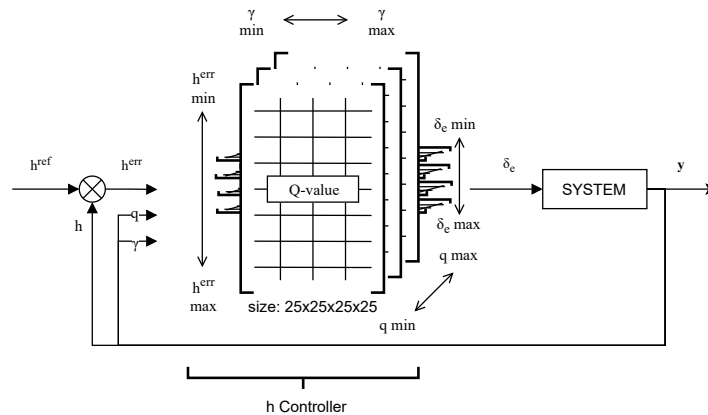 γ min
γ max
h^err min
δ_e min
h^ref
h^err
δ_e
SYSTEM
y
Q-value
q
h
γ
δ_e max
q max
h^err max
size: 25x25x25x25
q min
h Controller